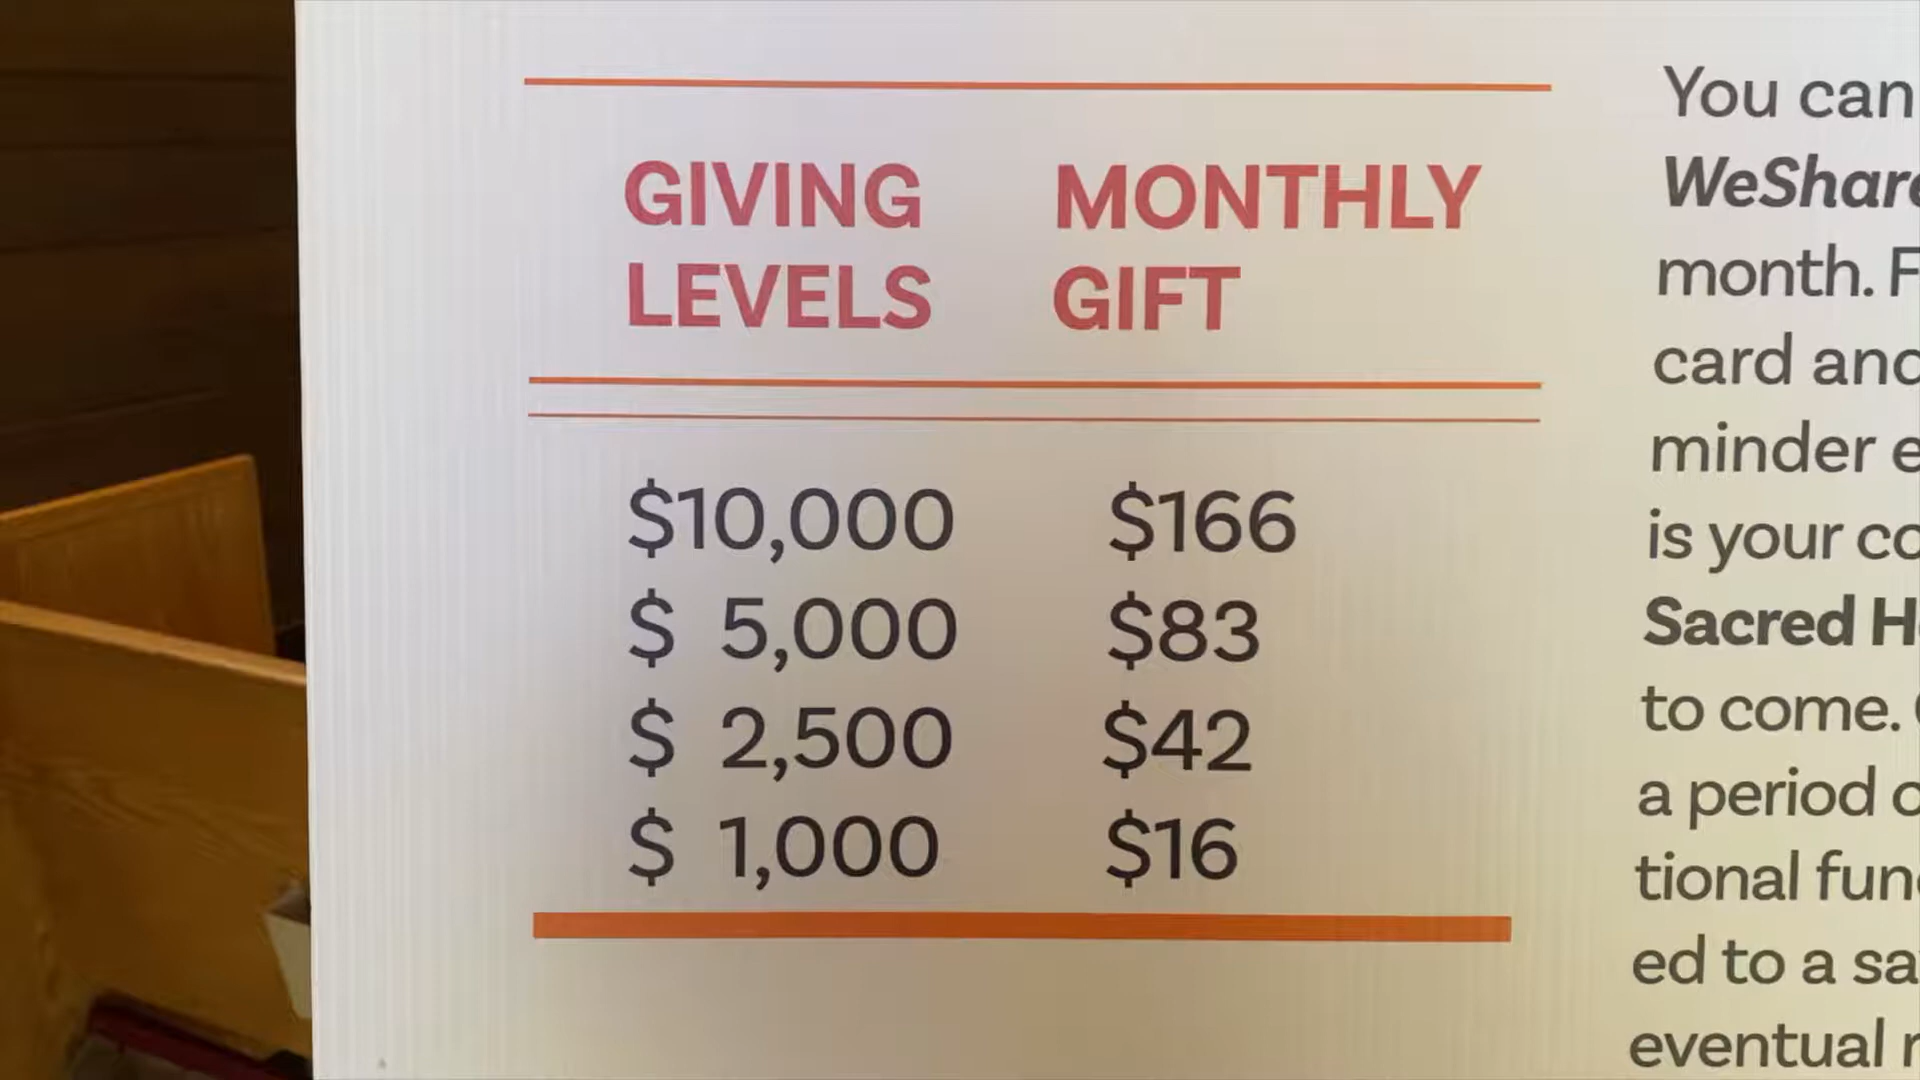 GIVING LEVELS MONTHLY GIFT
$10,000 $166
$ 5,000 $83
$ 2,500 $42
$ 1,000 $16
You can
WeShare
month.
card
minder
is your
Sacred
to come.
a period
tional
ed to a
eventual